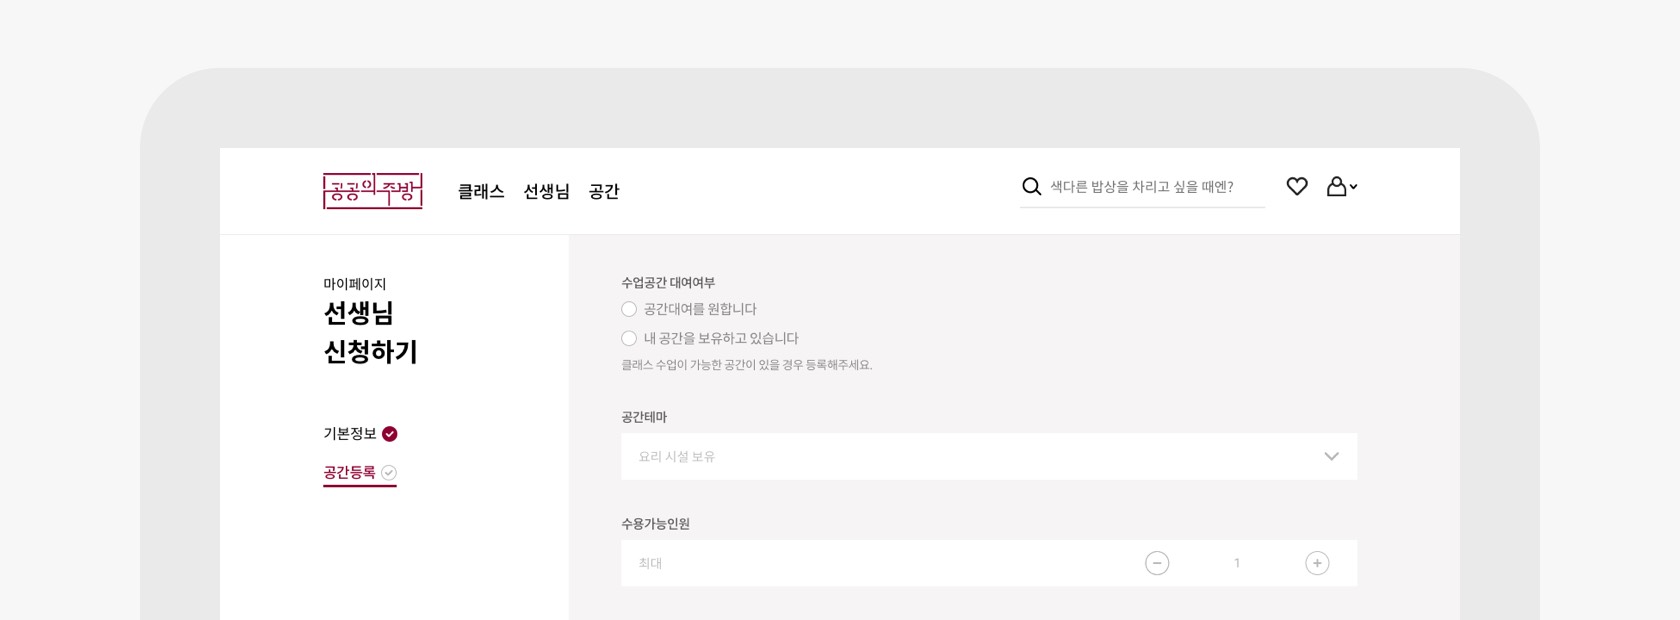 공공의주방
클래스 선생님 공간
색다른 밥상을 차리고 싶을 때엔?
마이페이지
선생님
신청하기
기본정보
공간등록
수업공간 대여여부
공간대여를 원합니다
내 공간을 보유하고 있습니다
클래스 수업이 가능한 공간이 있을 경우 등록해주세요.
공간테마
요리 시설 보유
수용가능인원
최대 1